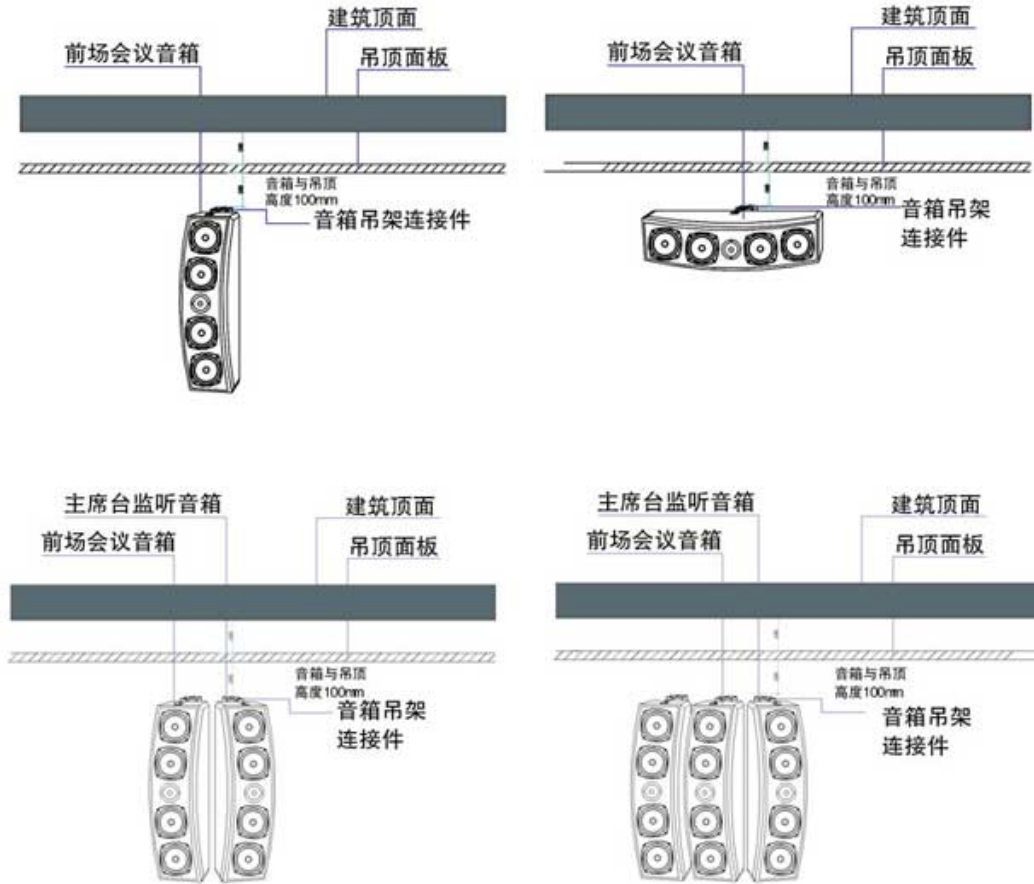 建筑顶面
前场会议音箱
吊顶面板
音箱与吊顶
高度100mm
音箱吊架连接件
建筑顶面
前场会议音箱
吊顶面板
音箱与吊顶
高度100mm
音箱吊架
连接件
主席台监听音箱
建筑顶面
前场会议音箱
吊顶面板
音箱与吊顶
高度100mm
音箱吊架
连接件
主席台监听音箱
建筑顶面
前场会议音箱
吊顶面板
音箱与吊顶
高度100mm
音箱吊架
连接件